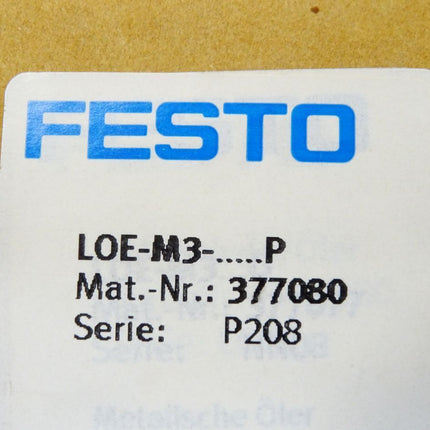 FESTO
LOE-M3-.....P
Mat.-Nr.: 377080
Serie: P208